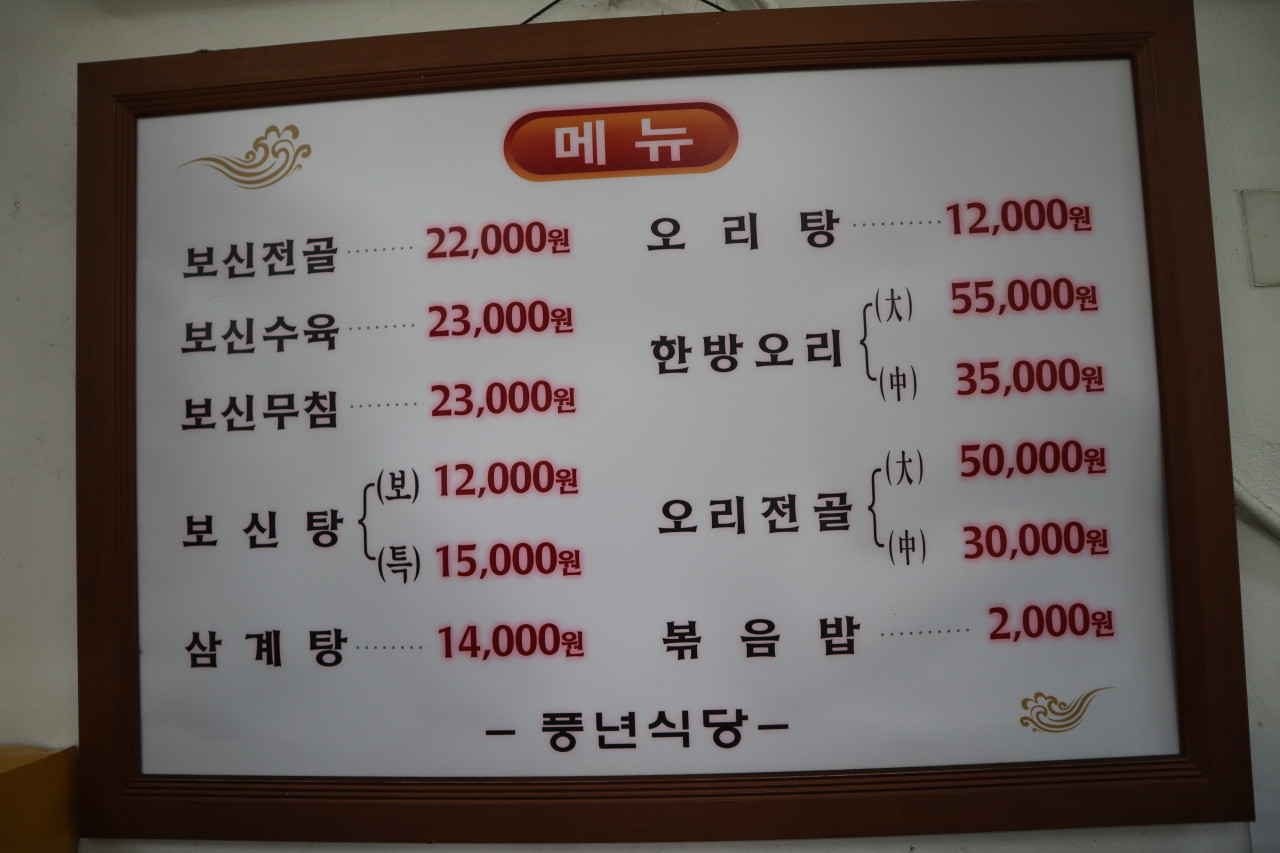 메뉴
보신전골 ········ 22,000원
보신수육 ········ 23,000원
보신무침 ········ 23,000원
보신탕 (보) 12,000원
(특) 15,000원
삼계탕 ········ 14,000원
오리탕 ·········· 12,000원
한방오리 (大) 55,000원
(中) 35,000원
오리전골 (大) 50,000원
(中) 30,000원
볶음밥 ·········· 2,000원
– 풍년식당 –